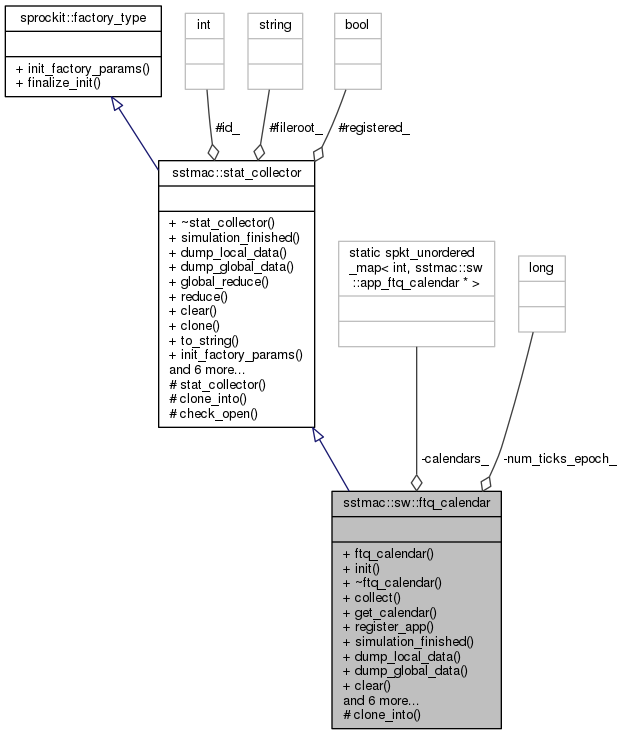 sprockit::factory_type
+ init_factory_params()
+ finalize_init()
int
string
bool
#id_
#fileroot_
#registered_
sstmac::stat_collector
+ ~stat_collector()
+ simulation_finished()
+ dump_local_data()
+ dump_global_data()
+ global_reduce()
+ reduce()
+ clear()
+ clone()
+ to_string()
+ init_factory_params()
and 6 more...
# stat_collector()
# clone_into()
# check_open()
static spkt_unordered
_map< int, sstmac::sw
::app_ftq_calendar * >
long
-calendars_
-num_ticks_epoch_
sstmac::sw::ftq_calendar
+ ftq_calendar()
+ init()
+ ~ftq_calendar()
+ collect()
+ get_calendar()
+ register_app()
+ simulation_finished()
+ dump_local_data()
+ dump_global_data()
+ clear()
and 6 more...
# clone_into()